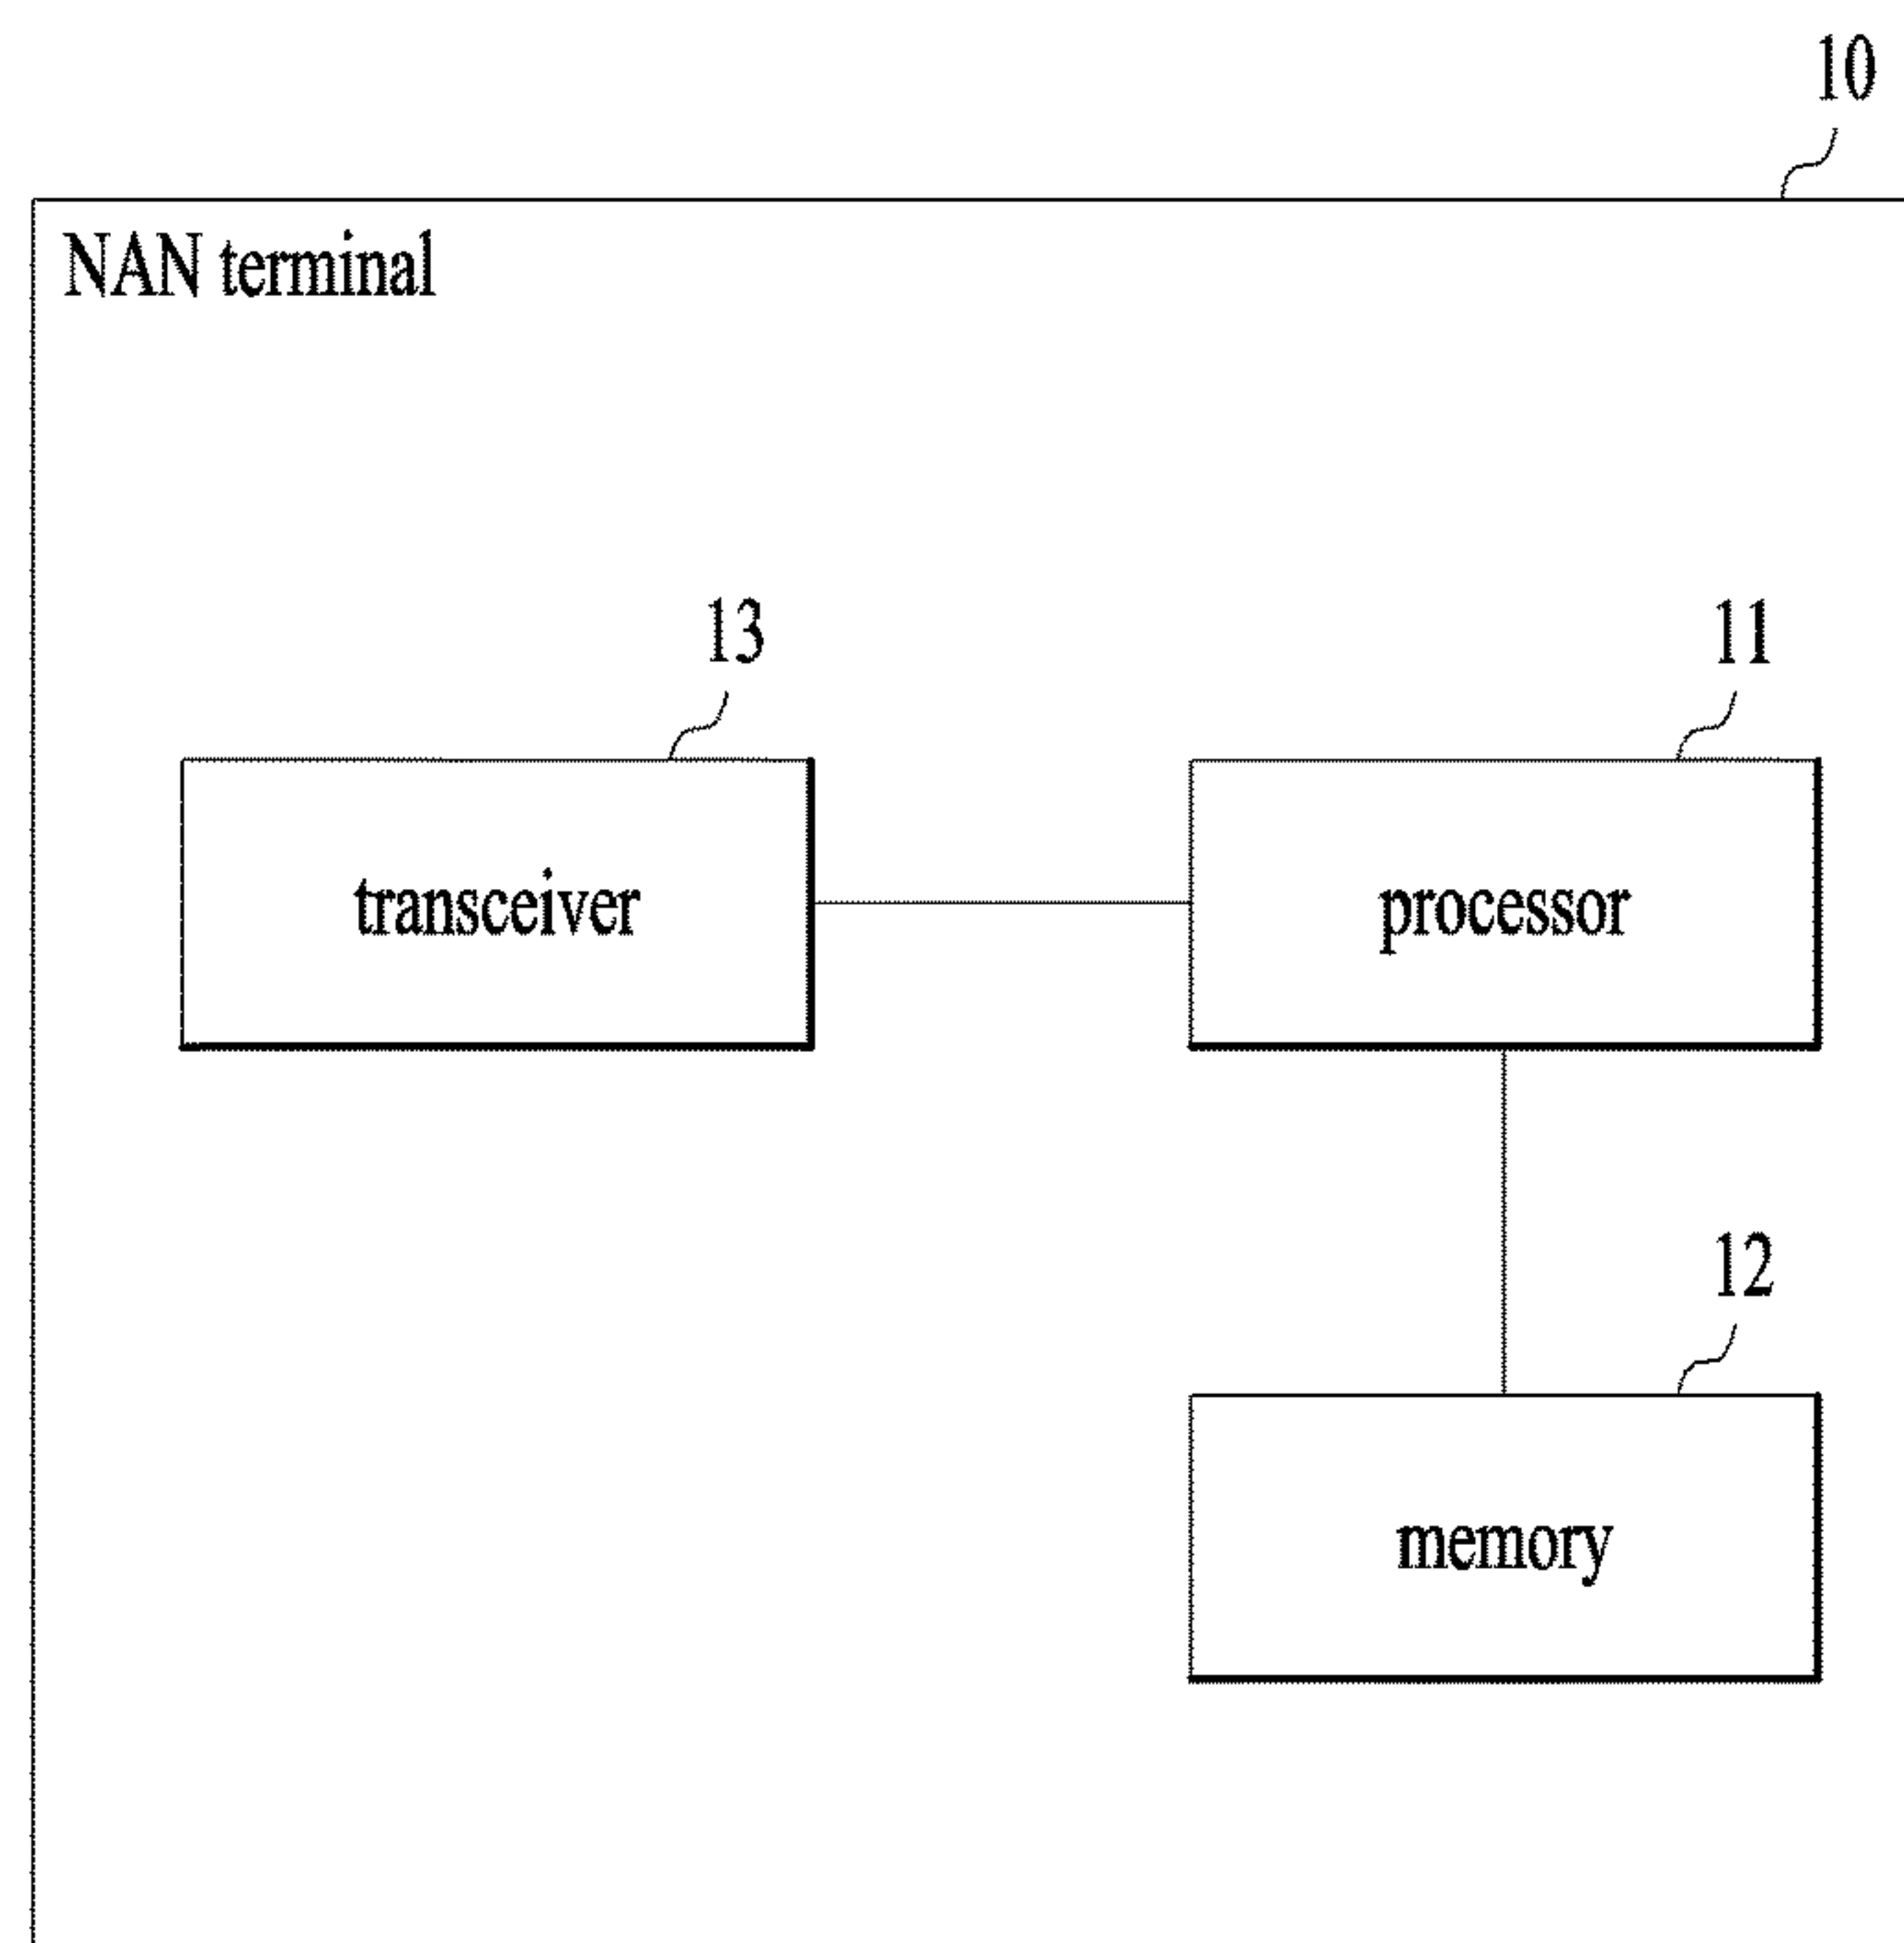 10
NAN terminal
13
11
transceiver
processor
12
memory